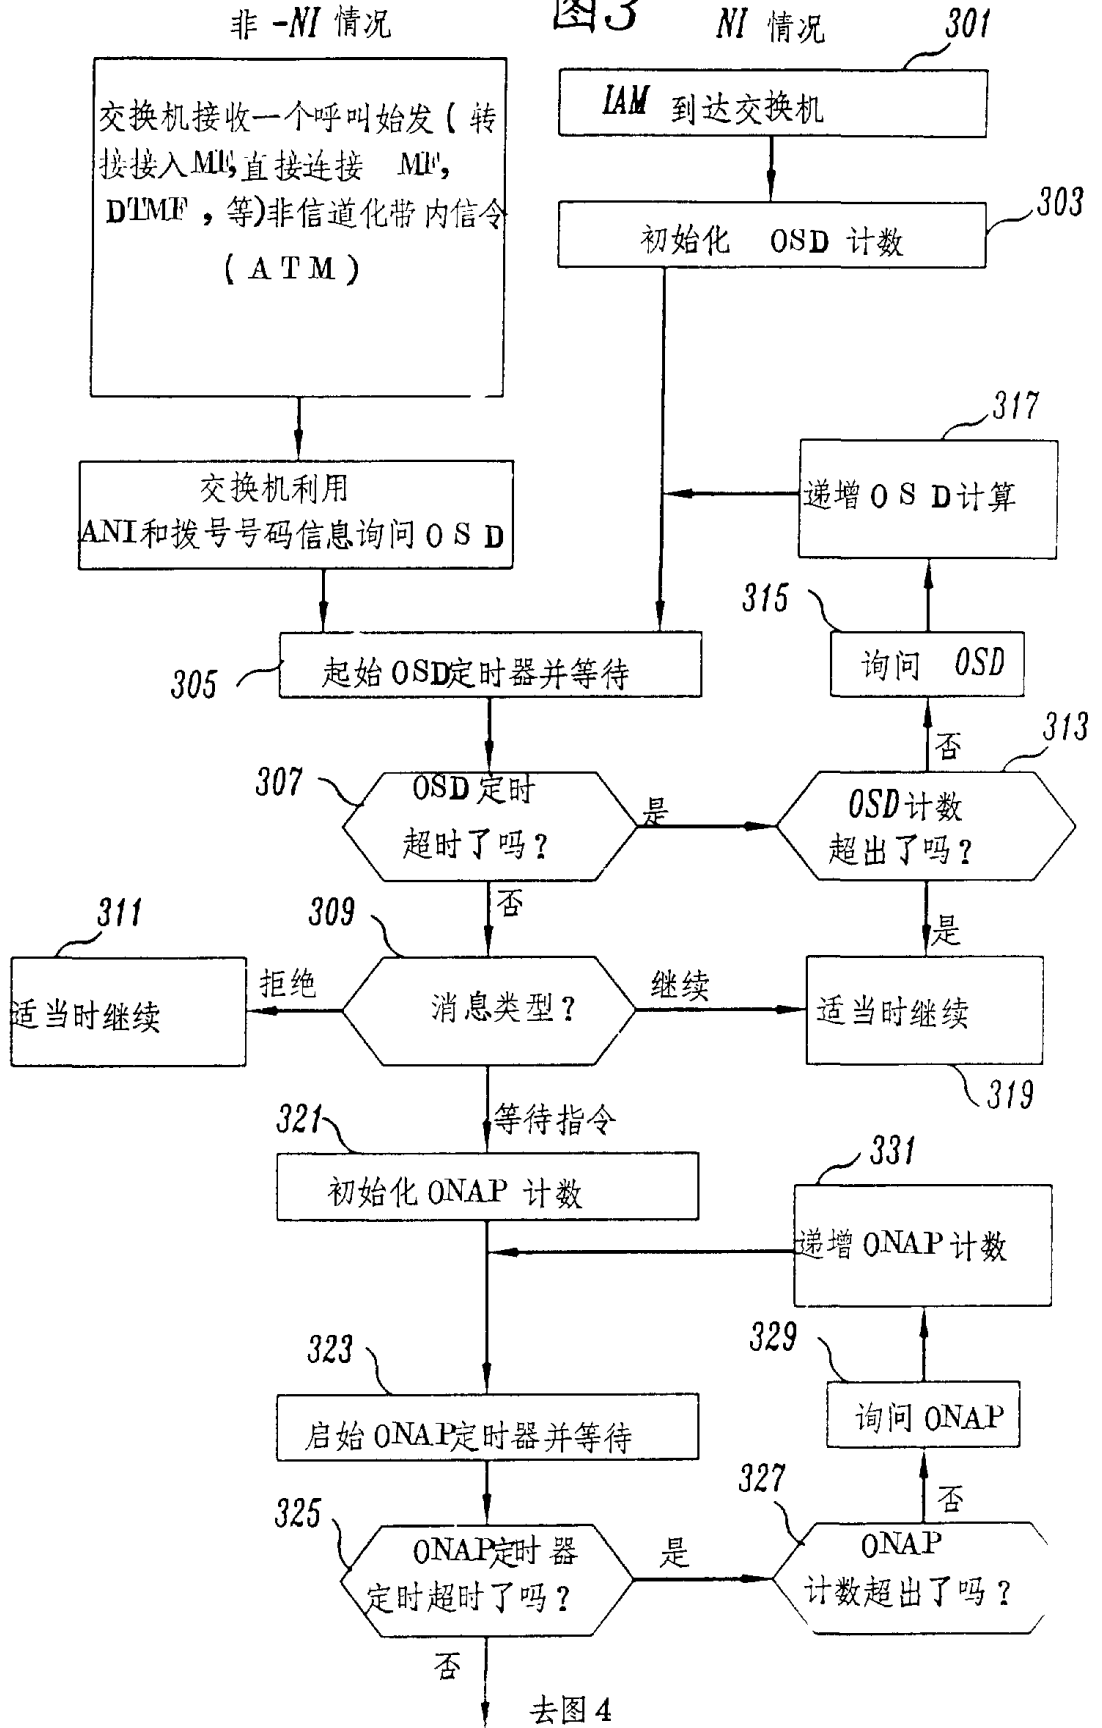 图3
非-NI 情况
NI 情况
301
交换机接收一个呼叫始发(转
接接入MF,直接连接 MF,
DTMF,等)非信道化带内信令
(ATM)
IAM 到达交换机
303
初始化 OSD 计数
317
递增OSD计算
交换机利用
ANI和拨号号码信息询问OSD
315
询问 OSD
305
起始OSD定时器并等待
否
313
307
OSD定时
超时了吗?
是
OSD计数
超出了吗?
否
是
311
309
适当时继续
拒绝
消息类型?
继续
适当时继续
319
等待指令
321
初始化ONAP 计数
331
递增ONAP计数
329
询问ONAP
323
启始ONAP定时器并等待
327
否
325
ONAP定时器
定时超时了吗?
是
ONAP
计数超出了吗?
否
去图4